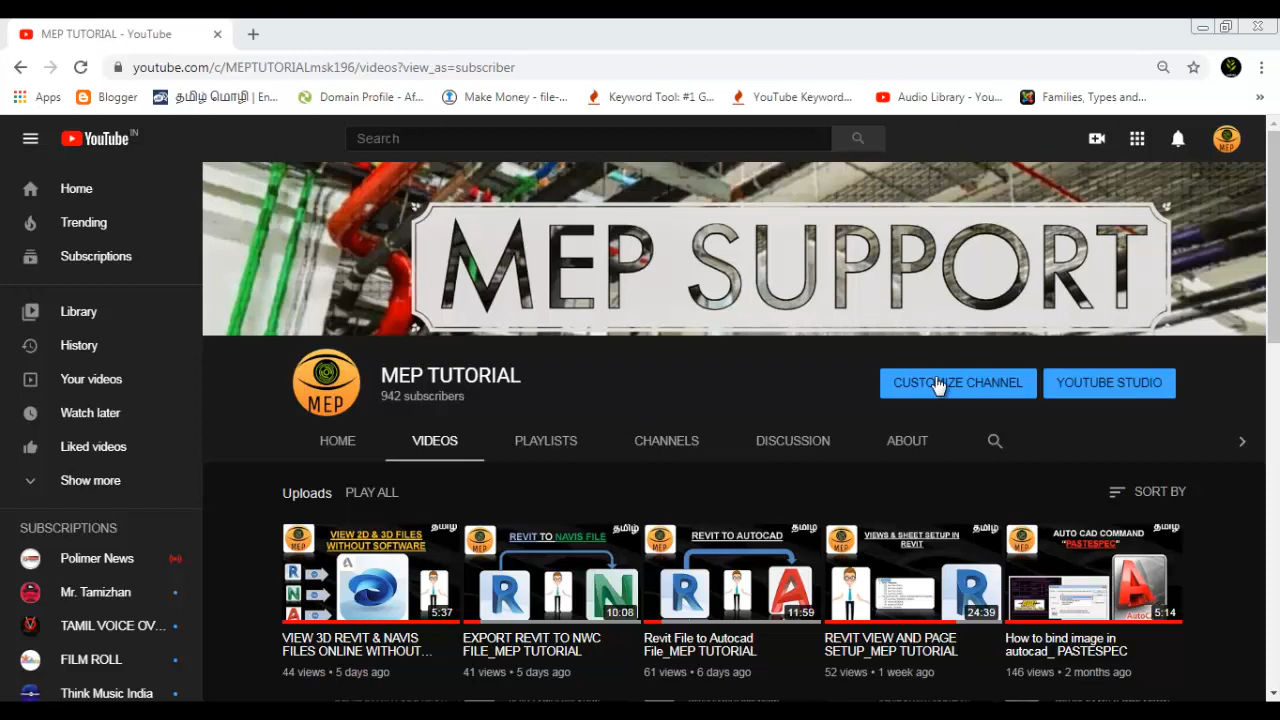 MEP TUTORIAL - YouTube
youtube.com/c/MEPTUTORIALmsk196/videos?view_as=subscriber
Apps
Blogger
தமிழ் மொழி | En...
Domain Profile - Af...
Make Money - file-...
Keyword Tool: #1 G...
YouTube Keyword...
Audio Library - You...
Families, Types and...
YouTube IN
Search
MEP
Home
Trending
Subscriptions
Library
History
Your videos
Watch later
Liked videos
Show more
SUBSCRIPTIONS
Polimer News
Mr. Tamizhan
TAMIL VOICE OV...
FILM ROLL
Think Music India
MEP SUPPORT
MEP
MEP TUTORIAL
942 subscribers
CUSTOMIZE CHANNEL
YOUTUBE STUDIO
HOME
VIDEOS
PLAYLISTS
CHANNELS
DISCUSSION
ABOUT
Uploads
PLAY ALL
SORT BY
MEP
VIEW 2D & 3D FILES
WITHOUT SOFTWARE
தமிழ்
R
N
A
5:37
VIEW 3D REVIT & NAVIS
FILES ONLINE WITHOUT...
44 views • 5 days ago
MEP
REVIT TO NAVIS FILE
தமிழ்
R
N
10:08
EXPORT REVIT TO NWC
FILE_MEP TUTORIAL
41 views • 5 days ago
MEP
REVIT TO AUTOCAD
தமிழ்
R
A
11:59
Revit File to Autocad
File_MEP TUTORIAL
61 views • 6 days ago
MEP
VIEWS & SHEET SETUP IN
REVIT
தமிழ்
R
24:39
REVIT VIEW AND PAGE
SETUP_MEP TUTORIAL
52 views • 1 week ago
MEP
AUTO CAD COMMAND
"PASTESPEC"
தமிழ்
A
5:14
How to bind image in
autocad_ PASTESPEC
146 views • 2 months ago